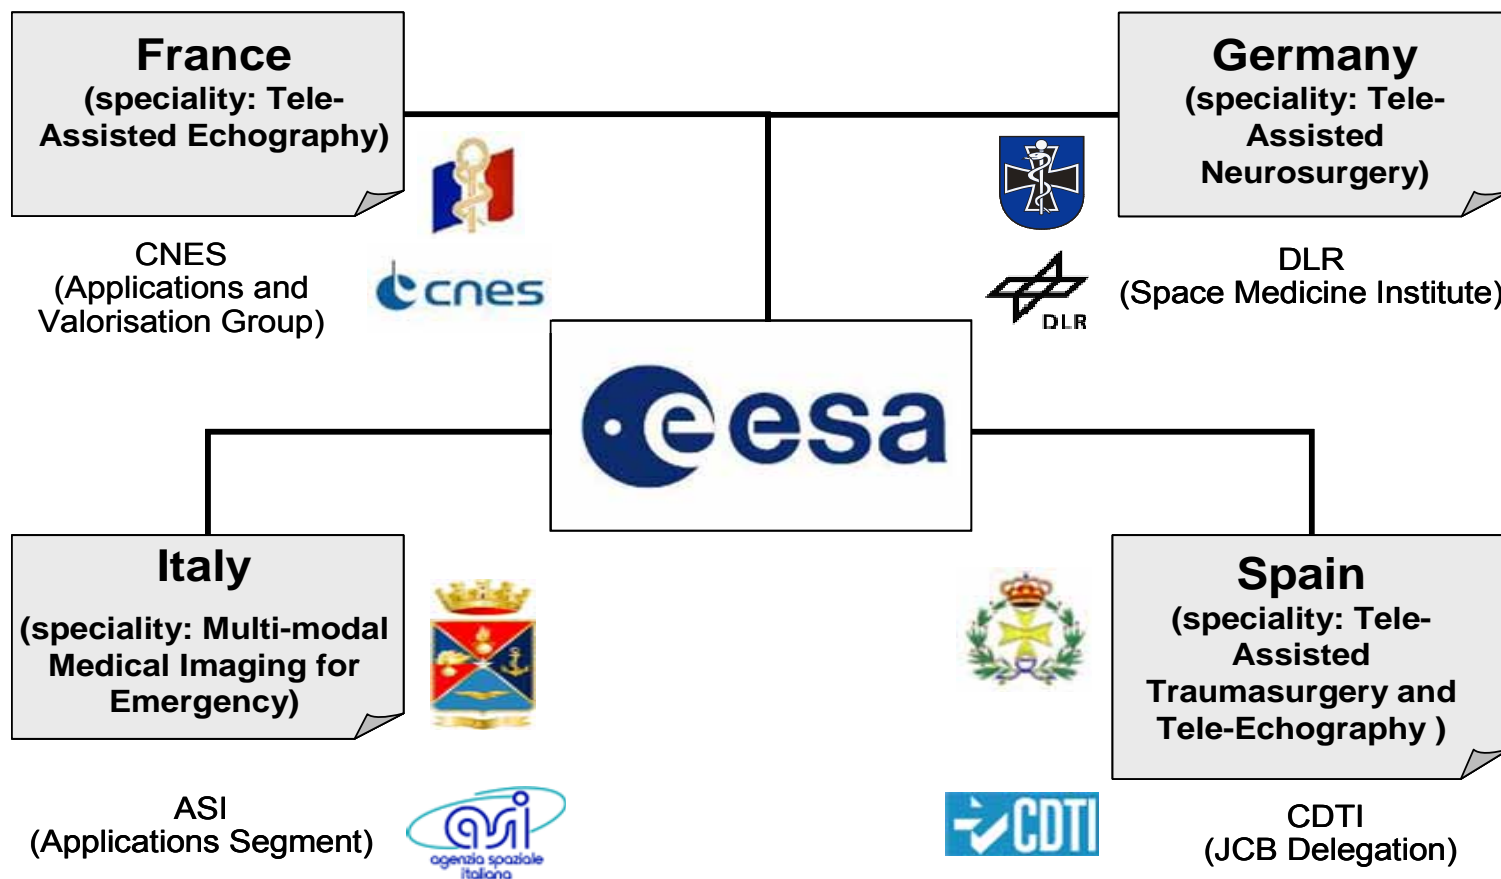 France
(speciality: Tele-
Assisted Echography)
CNES
(Applications and
Valorisation Group)
cnes
Germany
(speciality: Tele-
Assisted
Neurosurgery)
DLR
(Space Medicine Institute)
DLR
esa
Italy
(speciality: Multi-modal
Medical Imaging for
Emergency)
ASI
(Applications Segment)
asi
agenzia spaziale
italiana
Spain
(speciality: Tele-
Assisted
Traumasurgery and
Tele-Echography )
CDTI
CDTI
(JCB Delegation)